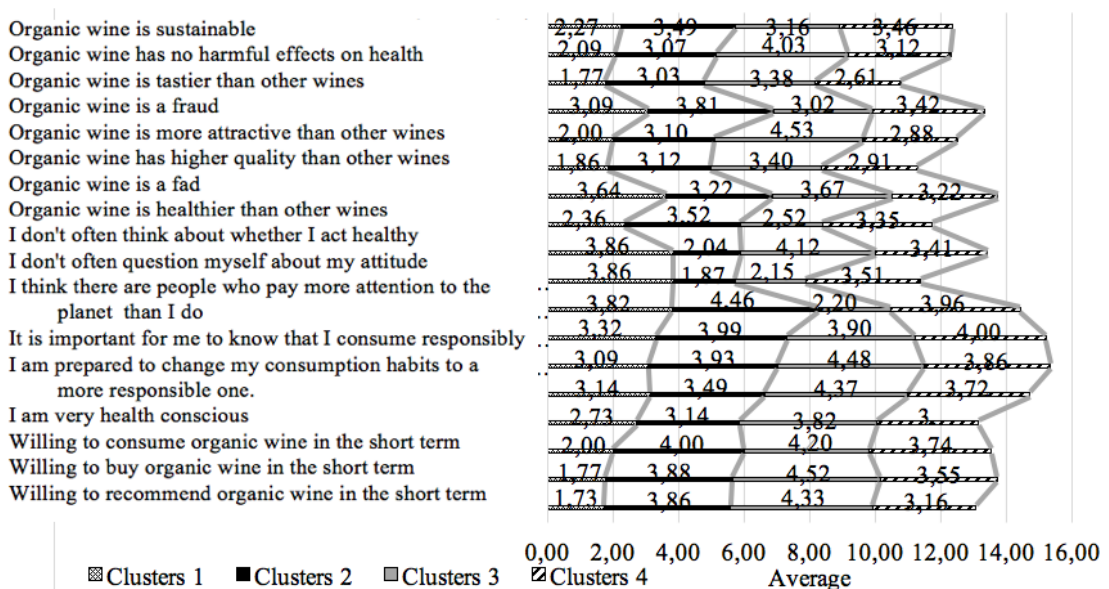 Organic wine is sustainable
Organic wine has no harmful effects on health
Organic wine is tastier than other wines
Organic wine is a fraud
Organic wine is more attractive than other wines
Organic wine has higher quality than other wines
Organic wine is a fad
Organic wine is healthier than other wines
I don't often think about whether I act healthy
I don't often question myself about my attitude
I think there are people who pay more attention to the
planet than I do
It is important for me to know that I consume responsibly
I am prepared to change my consumption habits to a
more responsible one.
I am very health conscious
Willing to consume organic wine in the short term
Willing to buy organic wine in the short term
Willing to recommend organic wine in the short term
2,27 3,49 3,16 3,46
2,09 3,07 4,03 3,12
1,77 3,03 3,38 2,61
3,09 3,81 3,02 3,42
2,00 3,10 4,53 2,88
1,86 3,12 3,40 2,91
3,64 3,22 3,67 3,22
2,36 3,52 2,52 3,35
3,86 2,04 4,12 3,41
3,86 1,87 2,15 3,51
3,82 4,46 2,20 3,96
3,32 3,99 3,90 4,00
3,09 3,93 4,48 3,86
3,14 3,49 4,37 3,72
2,73 3,14 3,82 3,
2,00 4,00 4,20 3,74
1,77 3,88 4,52 3,55
1,73 3,86 4,33 3,16
0,00 2,00 4,00 6,00 8,00 10,00 12,00 14,00 16,00
Average
Clusters 1 Clusters 2 Clusters 3 Clusters 4